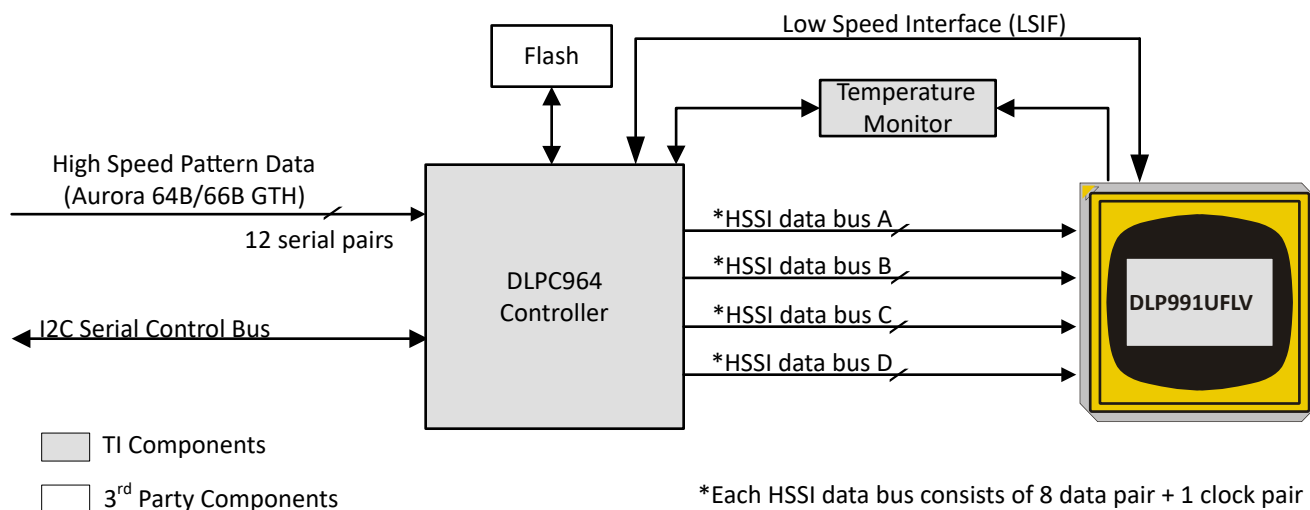 Low Speed Interface (LSIF)
Flash
Temperature
Monitor
High Speed Pattern Data
(Aurora 64B/66B GTH)
12 serial pairs
*HSSI data bus A
*HSSI data bus B
DLPC964
Controller
DLP991UFLV
*HSSI data bus C
I2C Serial Control Bus
*HSSI data bus D
TI Components
3rd Party Components
*Each HSSI data bus consists of 8 data pair + 1 clock pair